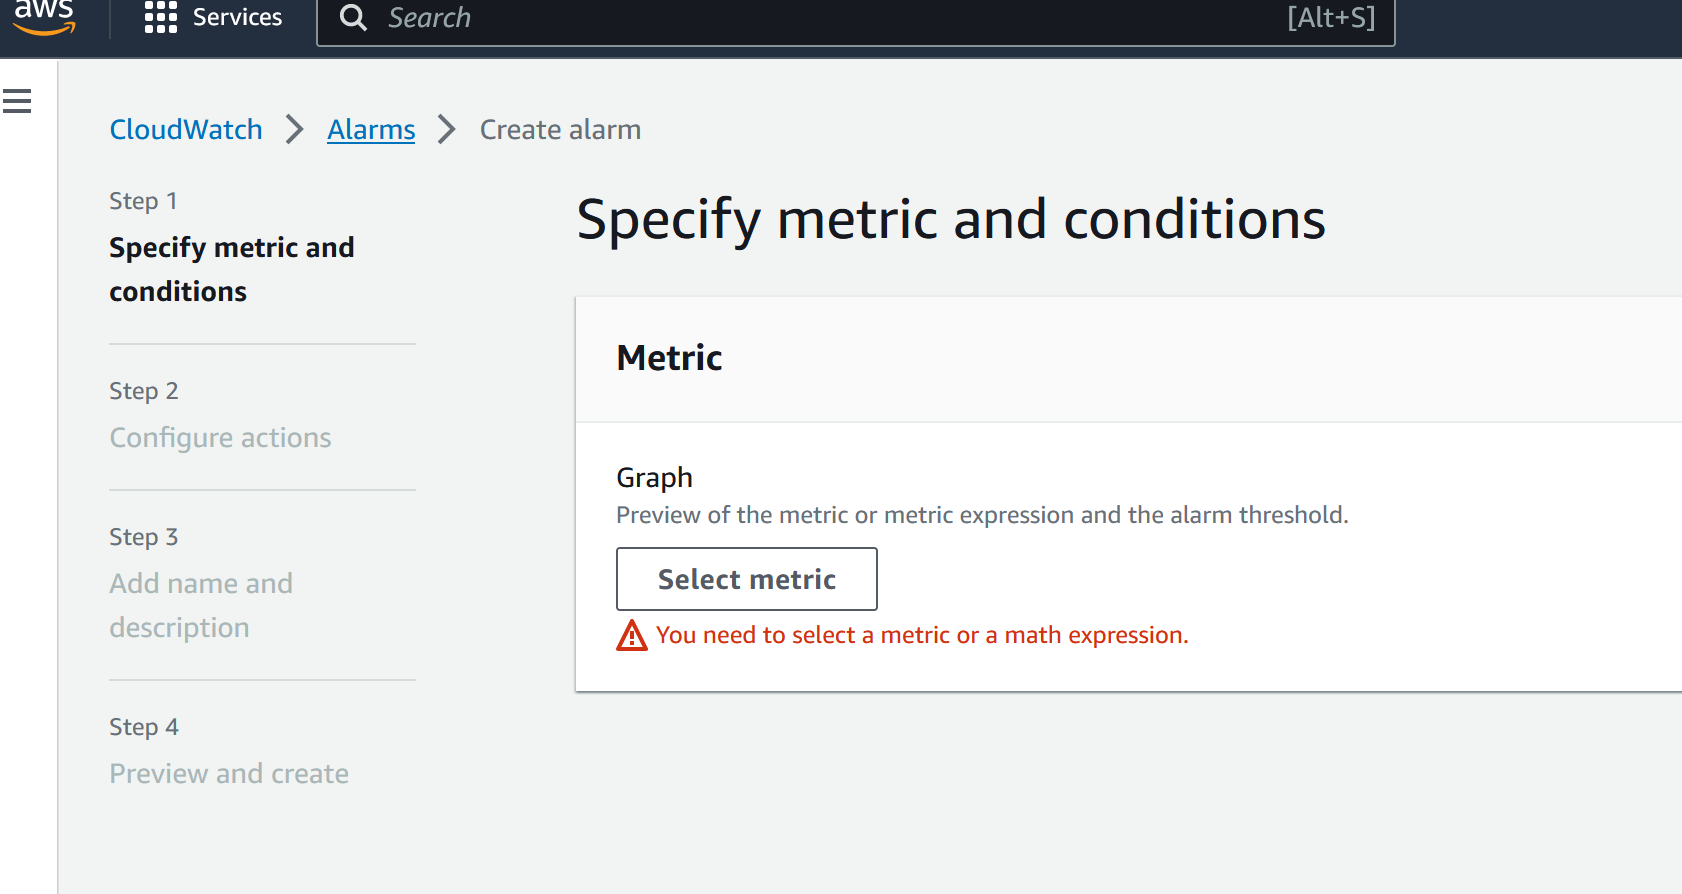 aws
Services
Search
[Alt+S]
CloudWatch > Alarms > Create alarm
Step 1
Specify metric and
conditions
Step 2
Configure actions
Step 3
Add name and
description
Step 4
Preview and create
Specify metric and conditions
Metric
Graph
Preview of the metric or metric expression and the alarm threshold.
Select metric
You need to select a metric or a math expression.